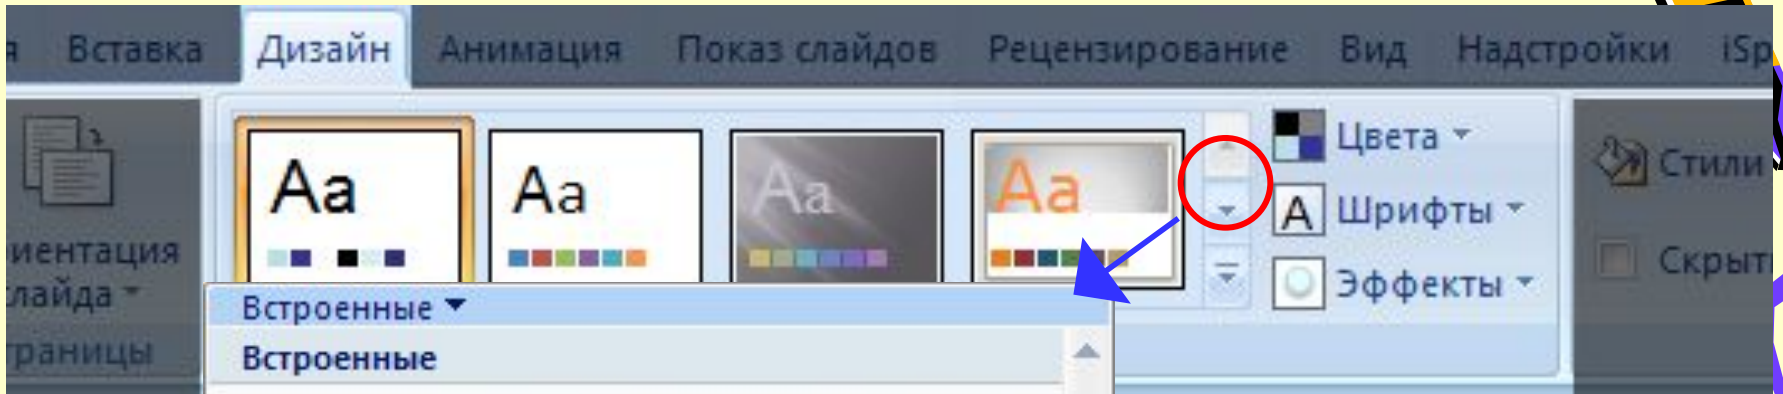 Вставка Дизайн Анимация Показ слайдов Рецензирование Вид Надстройки iSp
Aa Aa Aa Aa
Цвета
A Шрифты
Эффекты
Стили
Скрыт
иентация
лайда
раницы
Встроенные
Встроенные